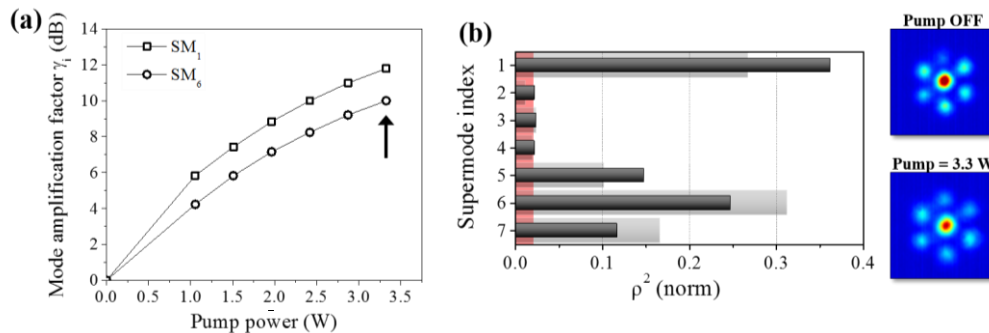 (a)
Mode amplification factor γi (dB)
14
12
10
8
6
4
2
0
SM1
SM6
0.0 0.5 1.0 1.5 2.0 2.5 3.0 3.5
Pump power (W)
(b)
Supermode index
1
2
3
4
5
6
7
0.0 0.1 0.2 0.3 0.4
ρ² (norm)
Pump OFF
Pump = 3.3 W